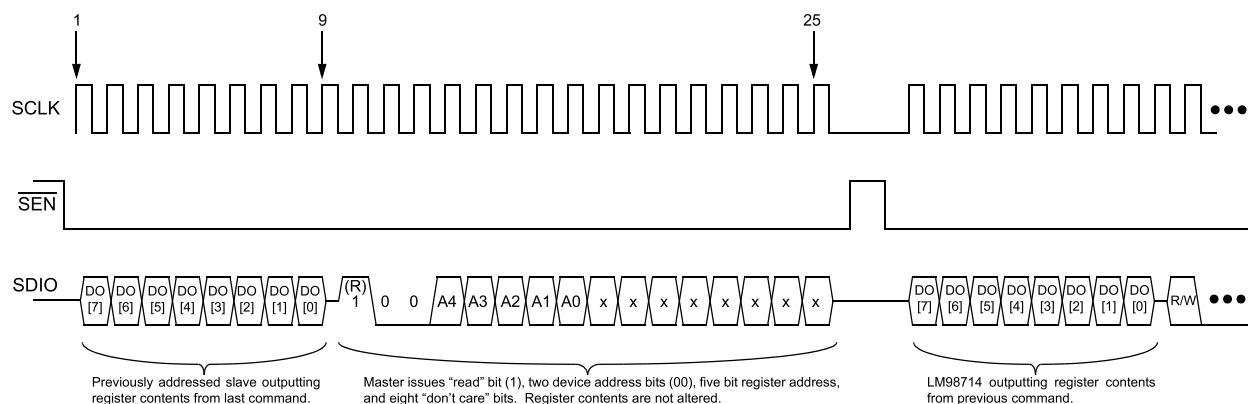 1 9 25
SCLK
SEN
SDIO
DO [7] DO [6] DO [5] DO [4] DO [3] DO [2] DO [1] DO [0] (R) 1 0 0 A4 A3 A2 A1 A0 x x x x x x x x DO [7] DO [6] DO [5] DO [4] DO [3] DO [2] DO [1] DO [0] R/W
Previously addressed slave outputting
register contents from last command.
Master issues “read” bit (1), two device address bits (00), five bit register address,
and eight “don’t care” bits. Register contents are not altered.
LM98714 outputting register contents
from previous command.